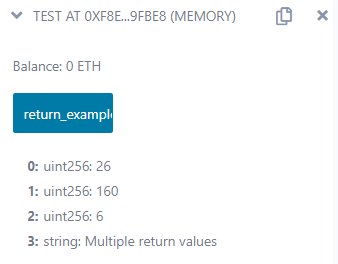 TEST AT 0XF8E...9FBE8 (MEMORY)
Balance: 0 ETH
return_example
0: uint256: 26
1: uint256: 160
2: uint256: 6
3: string: Multiple return values